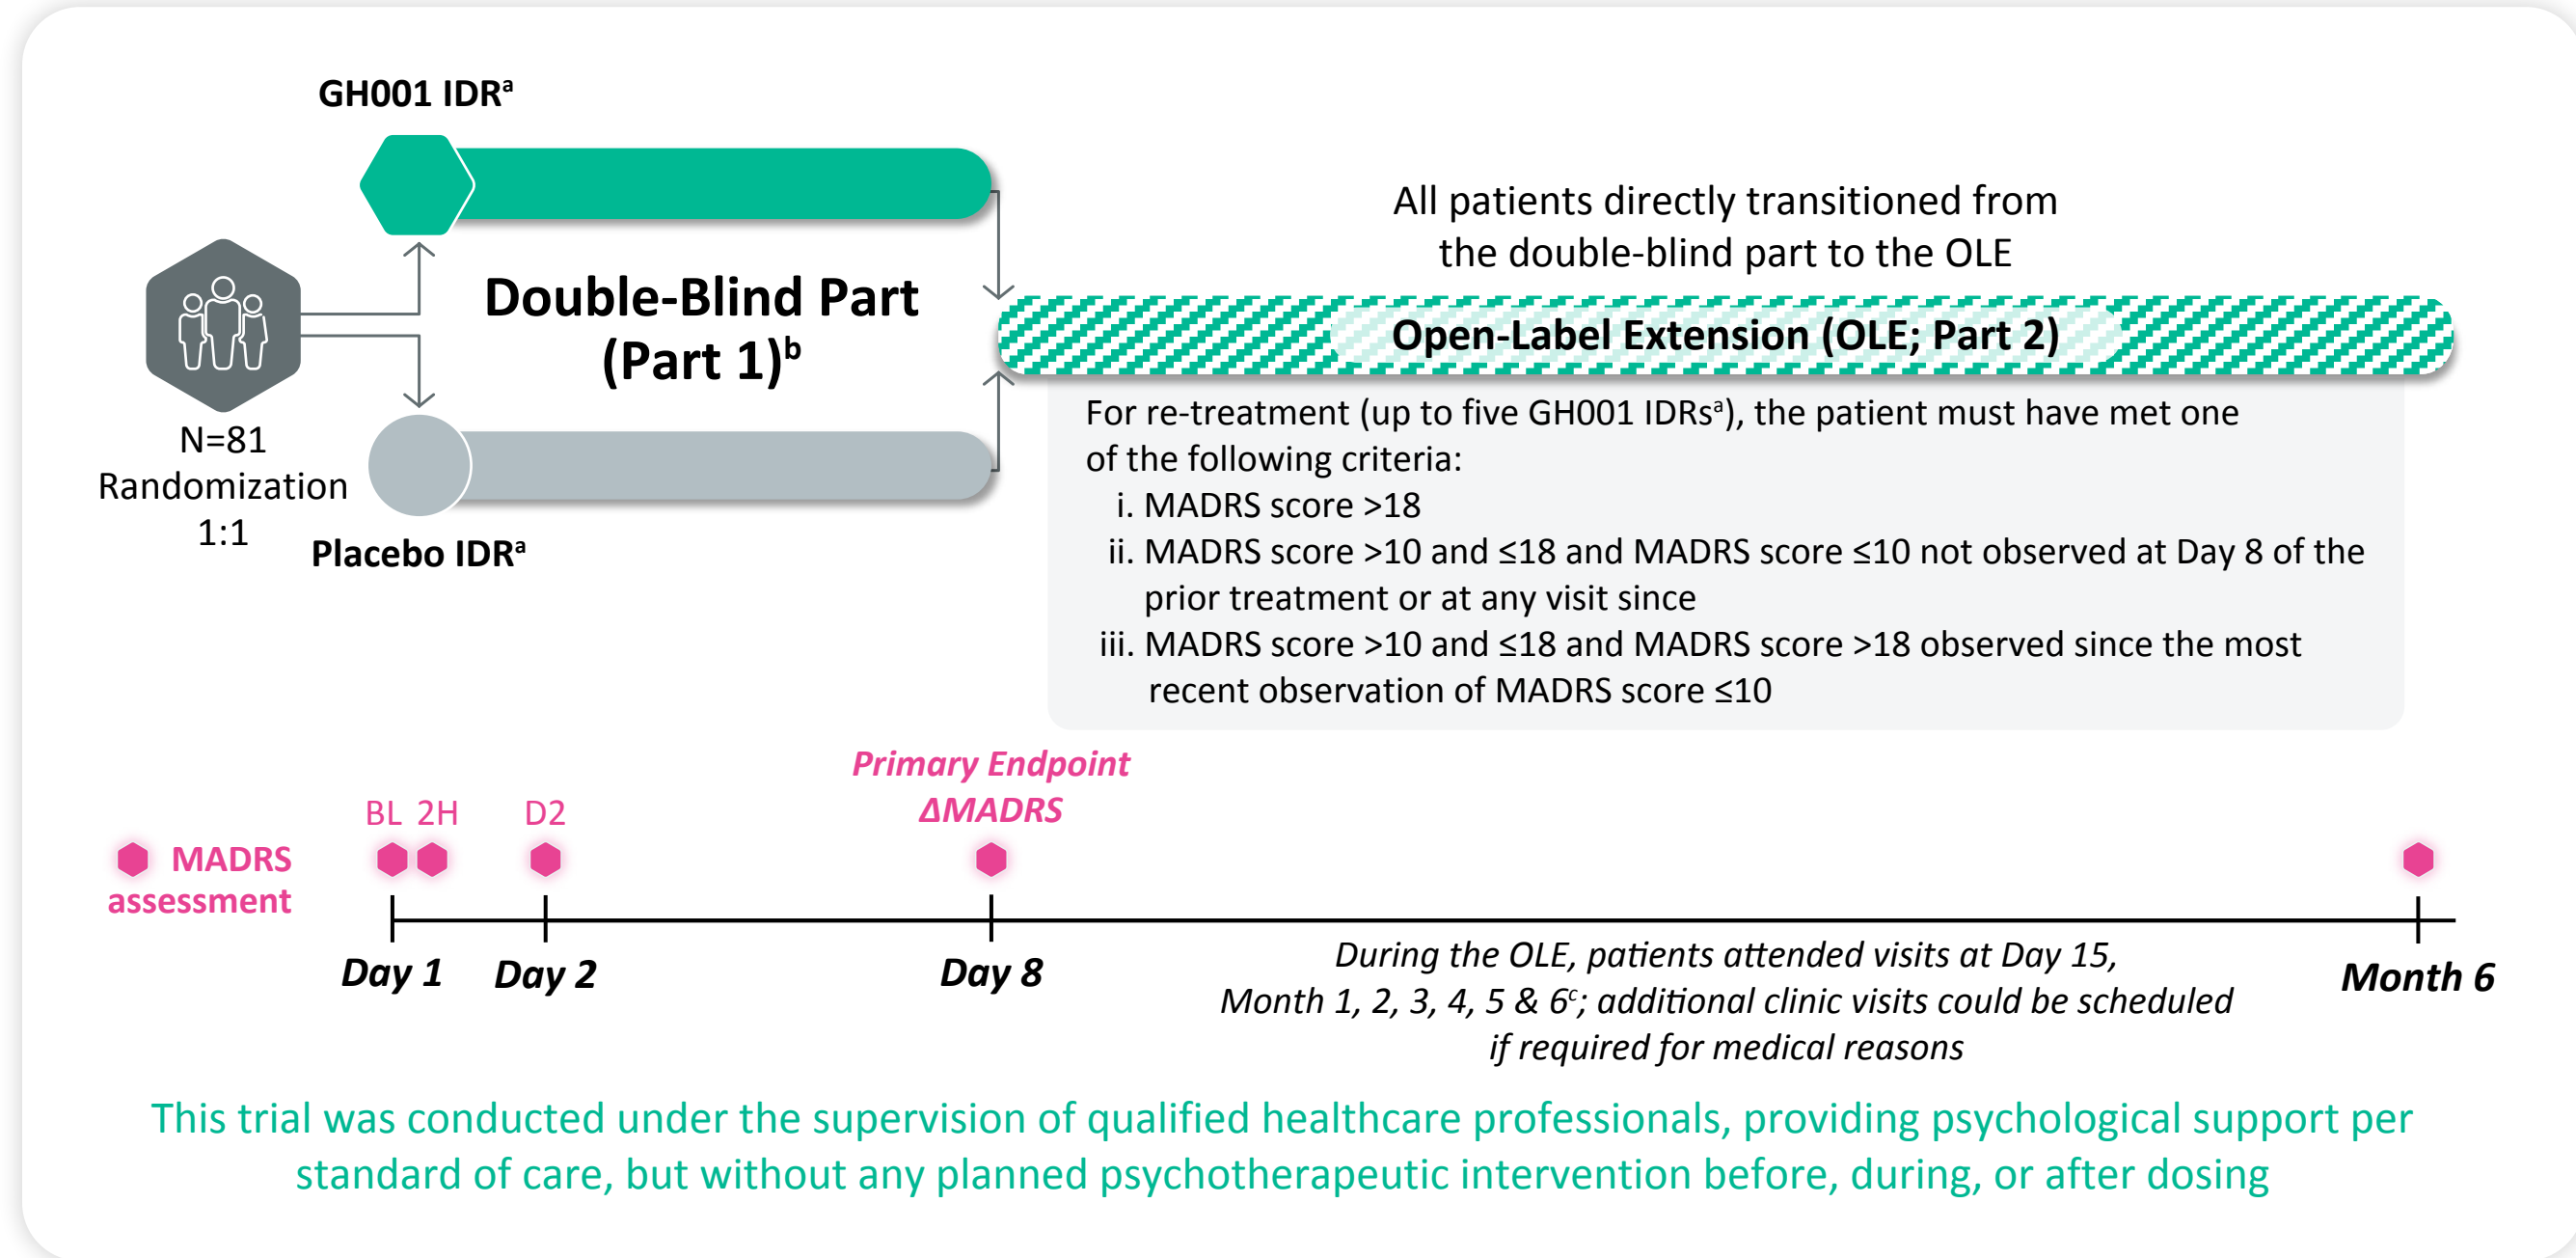 GH001 IDRᵃ
N=81
Randomization
1:1
Placebo IDRᵃ
Double-Blind Part
(Part 1)ᵇ
All patients directly transitioned from
the double-blind part to the OLE
Open-Label Extension (OLE; Part 2)
For re-treatment (up to five GH001 IDRsᵃ), the patient must have met one
of the following criteria:
i. MADRS score >18
ii. MADRS score >10 and ≤18 and MADRS score ≤10 not observed at Day 8 of the
prior treatment or at any visit since
iii. MADRS score >10 and ≤18 and MADRS score >18 observed since the most
recent observation of MADRS score ≤10
MADRS
assessment
BL 2H
D2
Primary Endpoint
ΔMADRS
Day 1
Day 2
Day 8
Month 6
During the OLE, patients attended visits at Day 15,
Month 1, 2, 3, 4, 5 & 6ᶜ; additional clinic visits could be scheduled
if required for medical reasons
This trial was conducted under the supervision of qualified healthcare professionals, providing psychological support per
standard of care, but without any planned psychotherapeutic intervention before, during, or after dosing